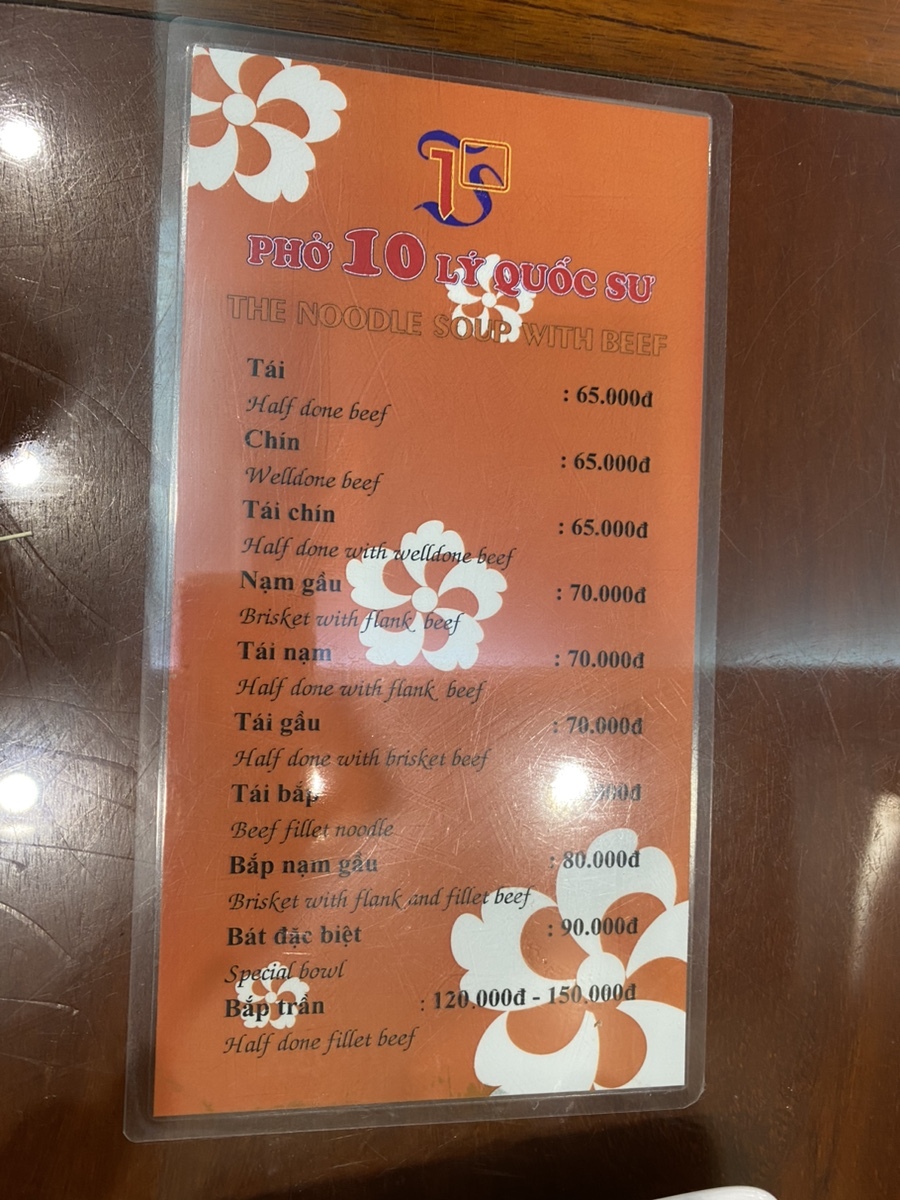 PHỞ 10 LÝ QUỐC SƯ
THE NOODLE SOUP WITH BEEF
Tái : 65.000đ
Half done beef
Chín : 65.000đ
Welldone beef
Tái chín : 65.000đ
Half done with welldone beef
Nạm gầu : 70.000đ
Brisket with flank beef
Tái nạm : 70.000đ
Half done with flank beef
Tái gầu : 70.000đ
Half done with brisket beef
Tái bắp
Beef fillet noodle
Bắp nạm gầu : 80.000đ
Brisket with flank and fillet beef
Bát đặc biệt : 90.000đ
Special bowl
Bắp trần : 120.000đ - 150.000đ
Half done fillet beef